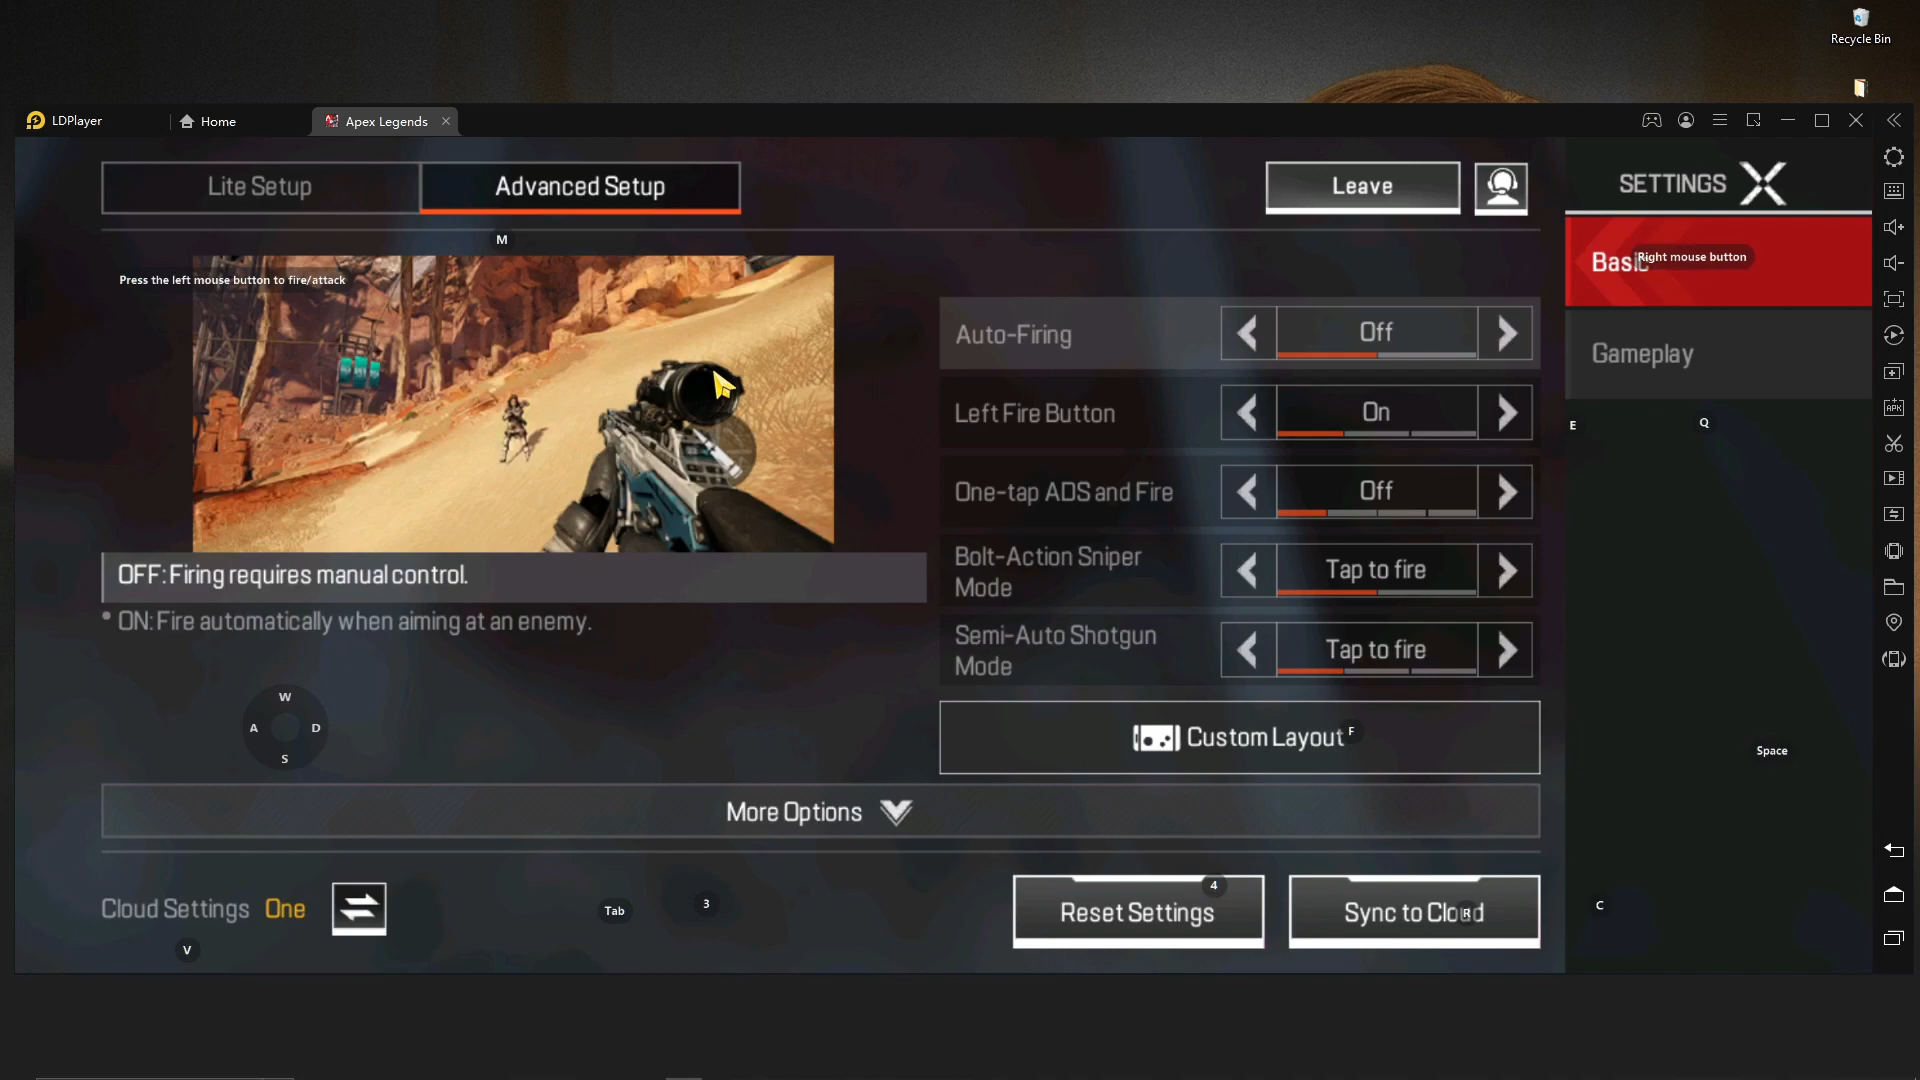 Recycle Bin
LDPlayer
Home
Apex Legends
Lite Setup
Advanced Setup
Leave
SETTINGS
M
Press the left mouse button to fire/attack
Basic
Right mouse button
Auto-Firing
Off
Gameplay
Left Fire Button
On
E
Q
One-tap ADS and Fire
Off
APK
Bolt-Action Sniper
Mode
Tap to fire
OFF: Firing requires manual control.
• ON: Fire automatically when aiming at an enemy.
Semi-Auto Shotgun
Mode
Tap to fire
W
A
D
S
Custom Layout
F
Space
More Options
Cloud Settings One
Tab
3
4
Reset Settings
Sync to Cloud
R
C
V